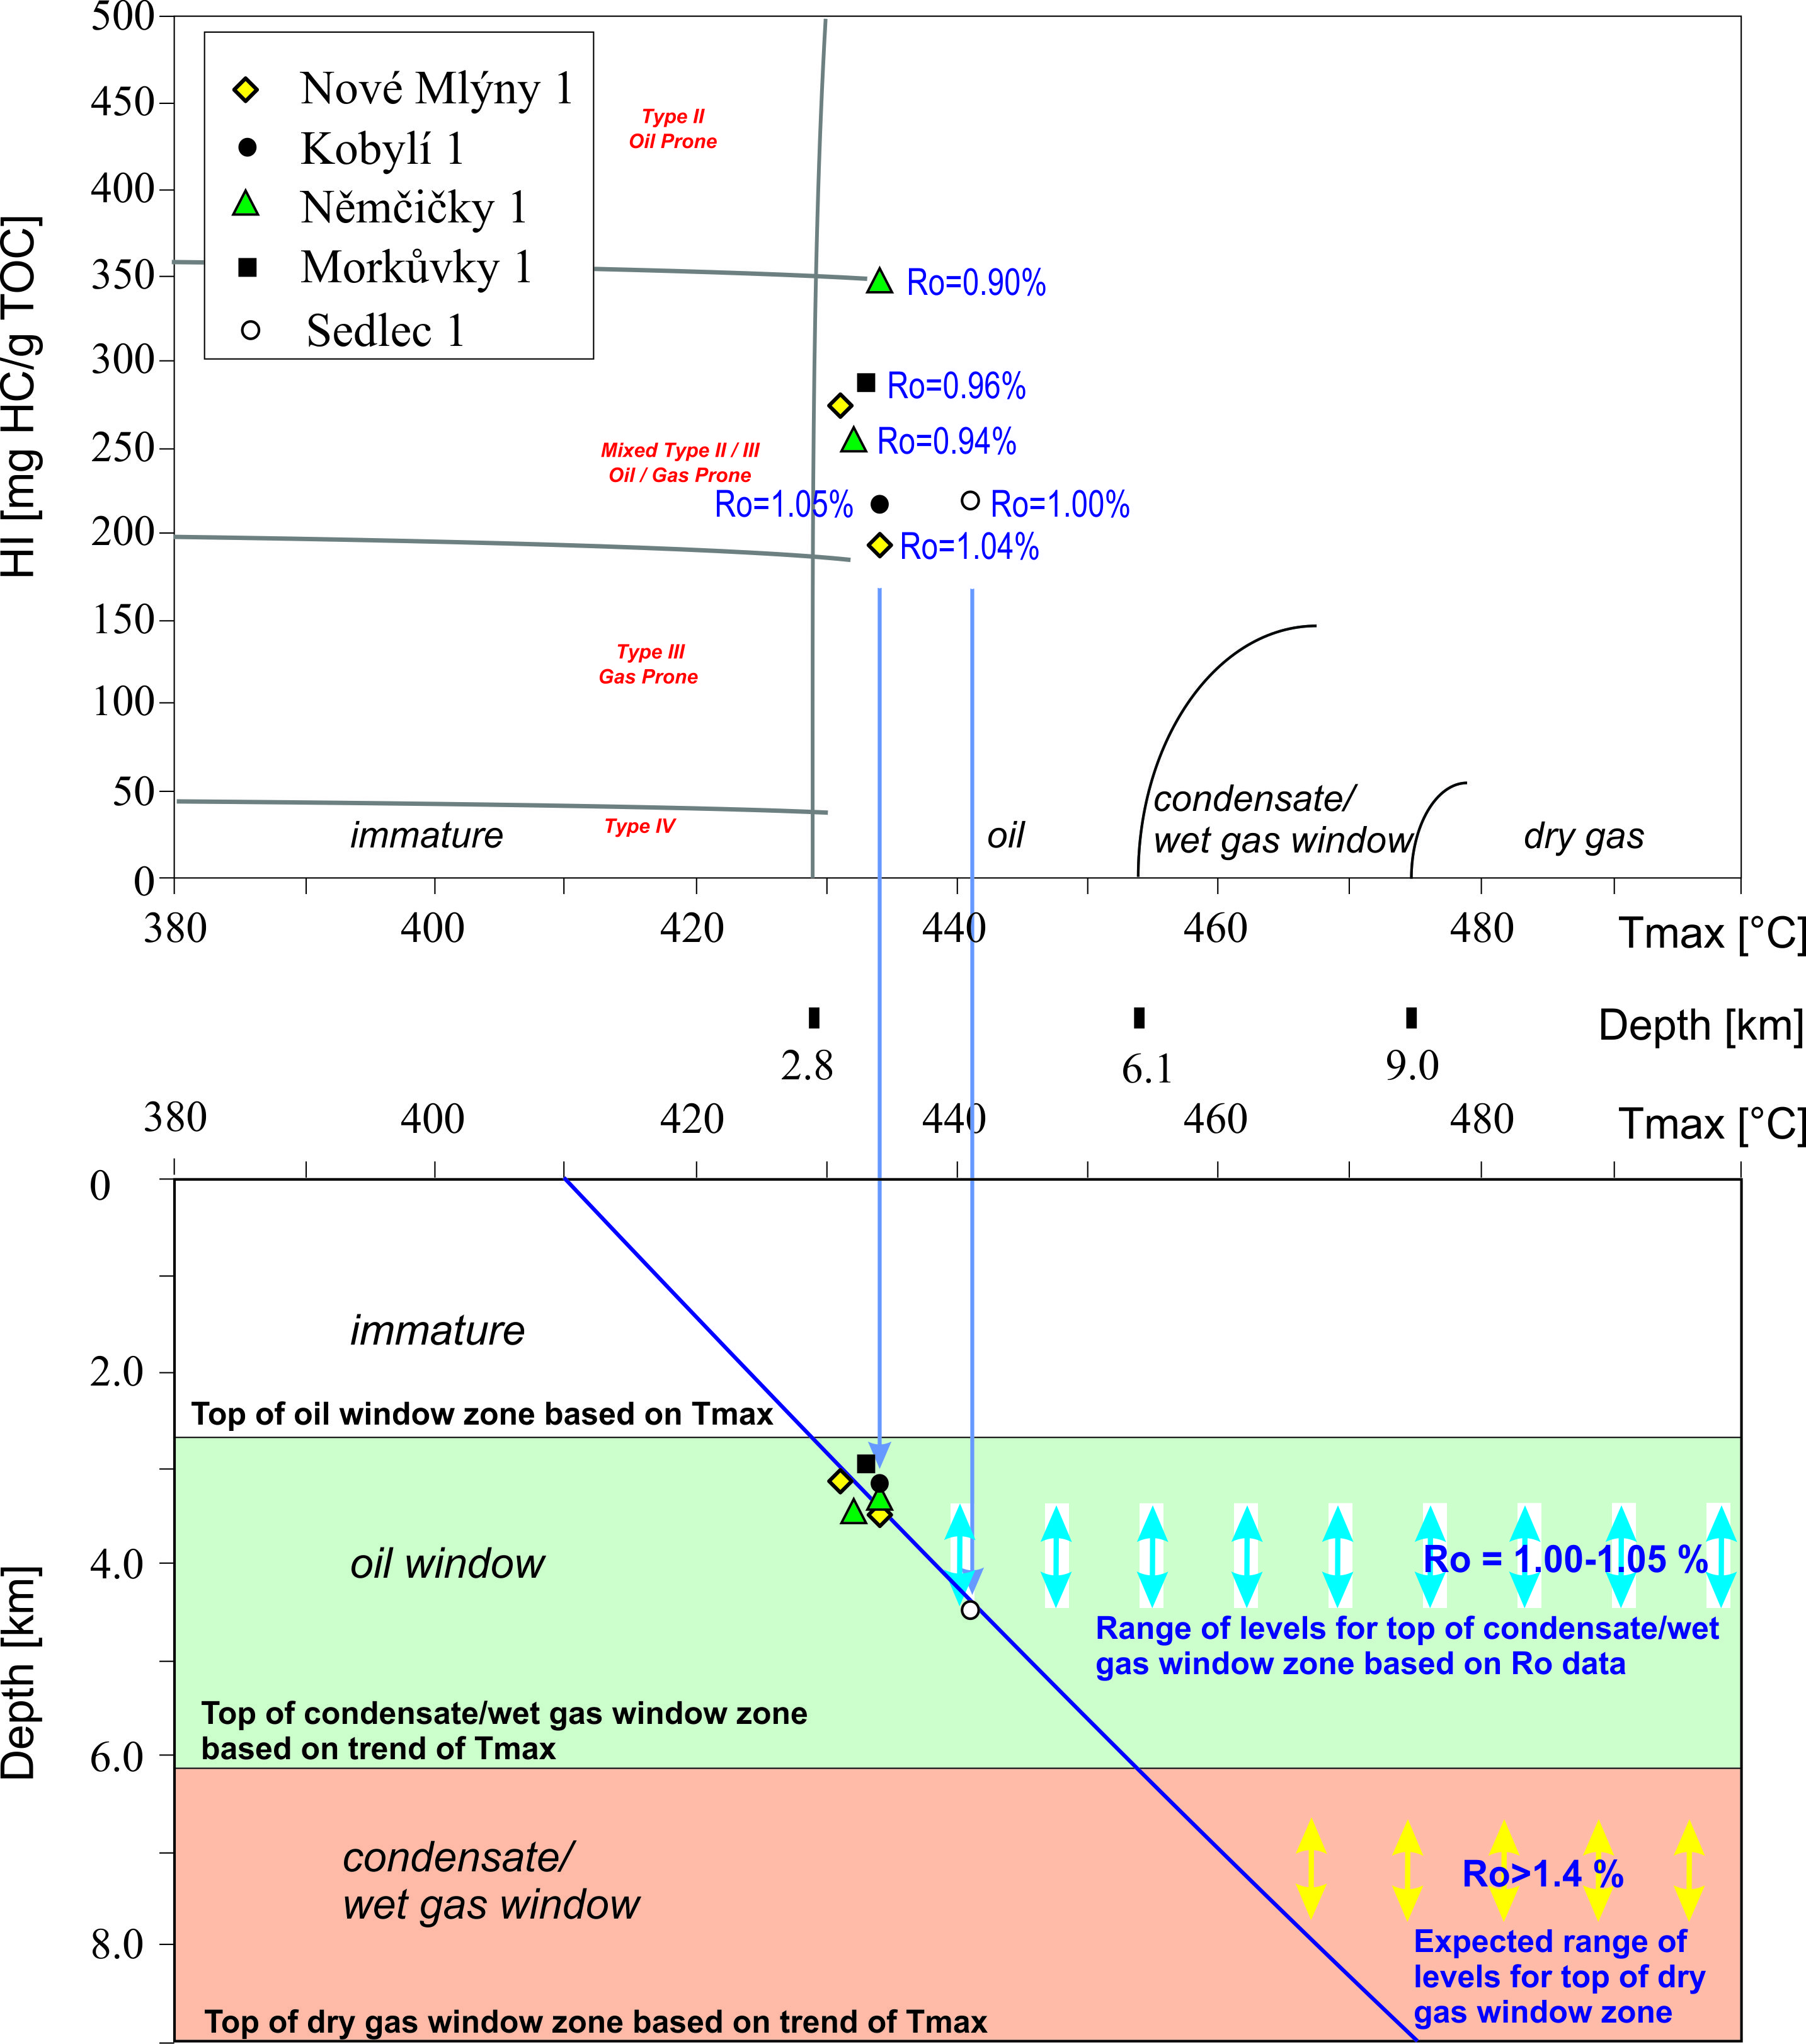 500
450
400
350
300
250
200
150
100
50
0
HI [mg HC/g TOC]
Nové Mlýny 1
Kobylí 1
Němčičky 1
Morkůvky 1
Sedlec 1
Type II
Oil Prone
Ro=0.90%
Ro=0.96%
Ro=0.94%
Mixed Type II / III
Oil / Gas Prone
Ro=1.05%
Ro=1.00%
Ro=1.04%
Type III
Gas Prone
Type IV
immature
oil
condensate/
wet gas window
dry gas
380 400 420 440 460 480 Tmax [°C]
Depth [km]
2.8 6.1 9.0
380 400 420 440 460 480 Tmax [°C]
0
2.0
4.0
6.0
8.0
Depth [km]
immature
Top of oil window zone based on Tmax
oil window
Ro = 1.00-1.05 %
Range of levels for top of condensate/wet
gas window zone based on Ro data
Top of condensate/wet gas window zone
based on trend of Tmax
condensate/
wet gas window
Ro>1.4 %
Expected range of
levels for top of dry
gas window zone
Top of dry gas window zone based on trend of Tmax